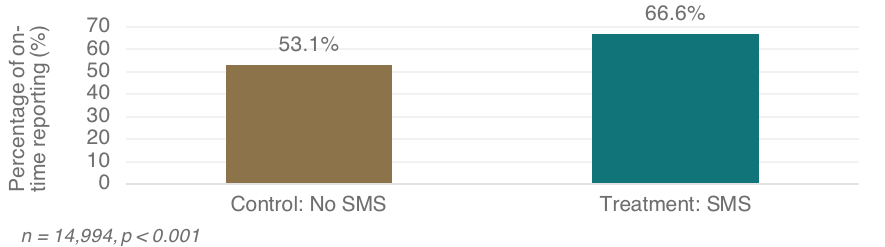 Percentage of on-
time reporting (%)
70
60
50
40
30
20
10
0
53.1%
66.6%
Control: No SMS
Treatment: SMS
n = 14,994, p < 0.001